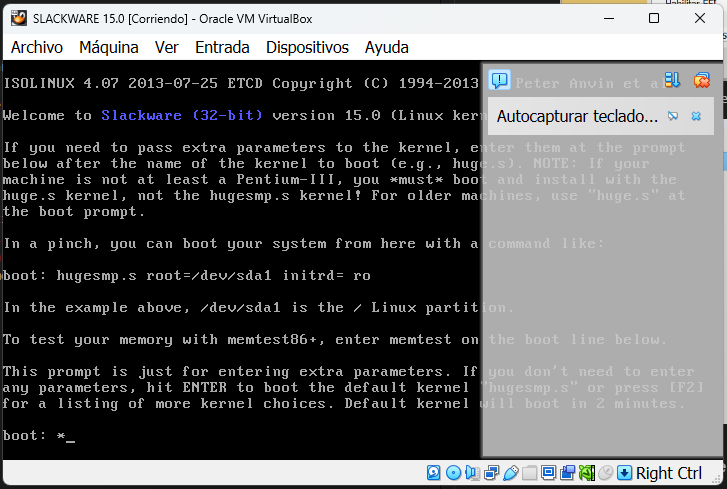 SLACKWARE 15.0 [Corriendo] - Oracle VM VirtualBox
Archivo Máquina Ver Entrada Dispositivos Ayuda
ISOLINUX 4.07 2013-07-25 ETCD Copyright (C) 1994-2013 Peter Anvin et a
Welcome to Slackware (32-bit) version 15.0 (Linux kern
Autocapturar teclado...
If you need to pass extra parameters to the kernel, enter them at the prompt
below after the name of the kernel to boot (e.g., huge.s). NOTE: If your
machine is not at least a Pentium-III, you *must* boot and install with the
huge.s kernel, not the hugesmp.s kernel! For older machines, use "huge.s" at
the boot prompt.
In a pinch, you can boot your system from here with a command like:
boot: hugesmp.s root=/dev/sda1 initrd= ro
In the example above, /dev/sda1 is the / Linux partition.
To test your memory with memtest86+, enter memtest on the boot line below.
This prompt is just for entering extra parameters. If you don't need to enter
any parameters, hit ENTER to boot the default kernel "hugesmp.s" or press [F2]
for a listing of more kernel choices. Default kernel will boot in 2 minutes.
boot: *_
Right Ctrl